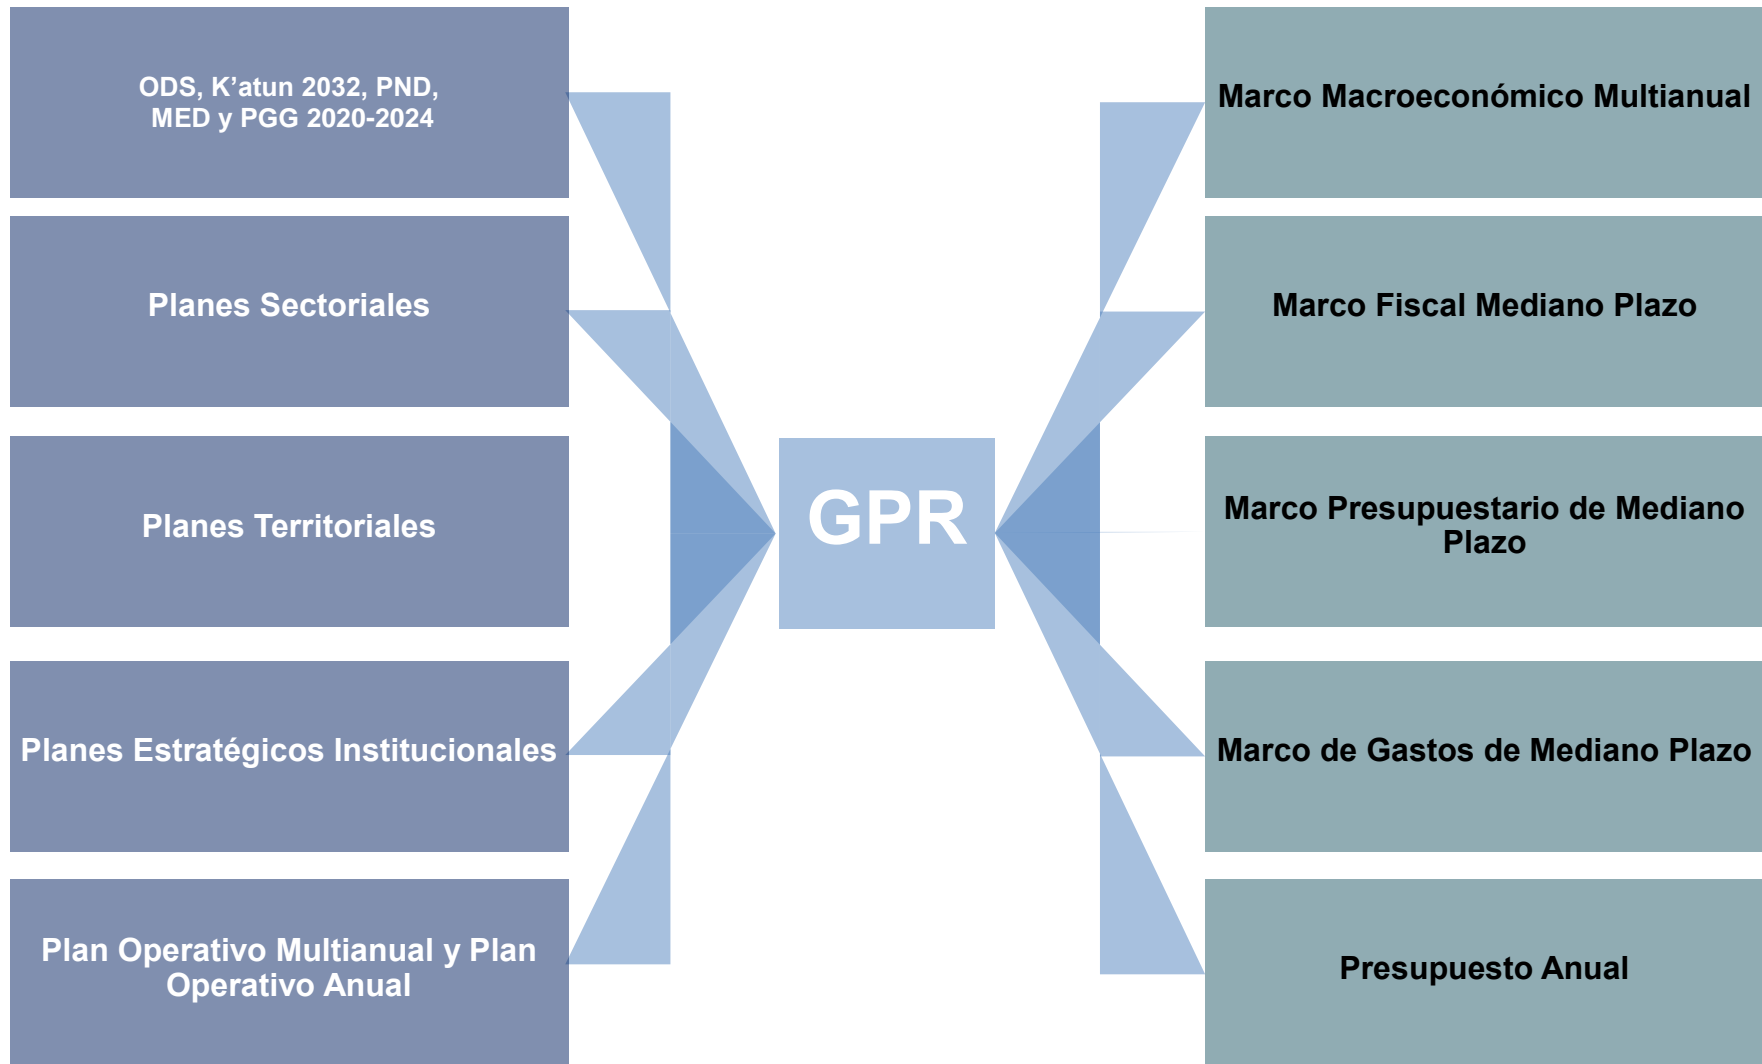 ODS, K’atun 2032, PND,
MED y PGG 2020-2024
Planes Sectoriales
Planes Territoriales
Planes Estratégicos Institucionales
Plan Operativo Multianual y Plan
Operativo Anual
GPR
Marco Macroeconómico Multianual
Marco Fiscal Mediano Plazo
Marco Presupuestario de Mediano
Plazo
Marco de Gastos de Mediano Plazo
Presupuesto Anual